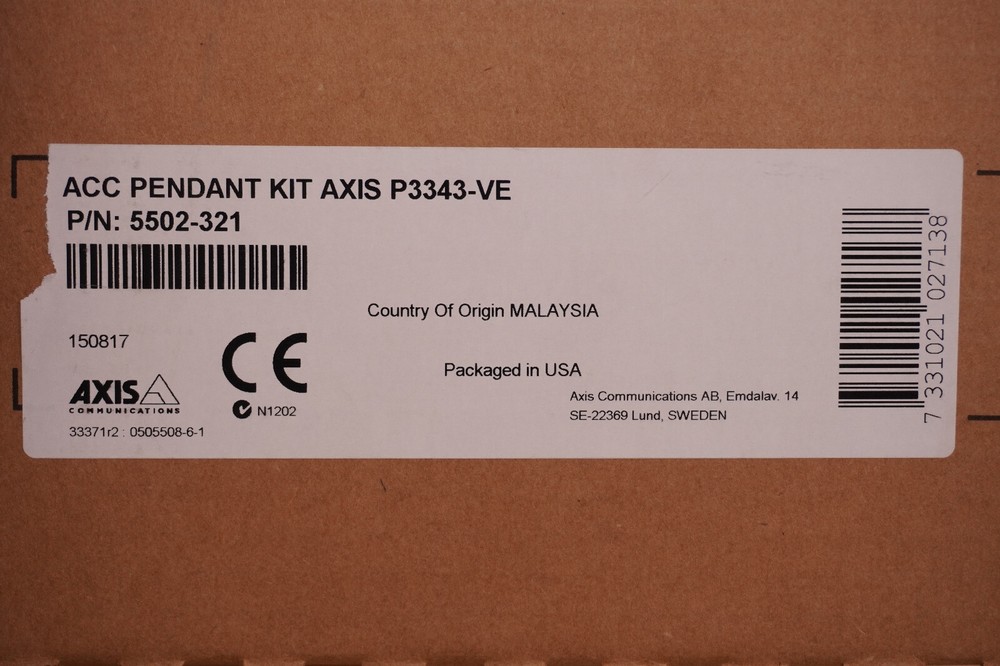 ACC PENDANT KIT AXIS P3343-VE
P/N: 5502-321
Country Of Origin MALAYSIA
150817
CE
Packaged in USA
AXIS
COMMUNICATIONS
N1202
33371r2 : 0505508-6-1
Axis Communications AB, Emdalav. 14
SE-22369 Lund, SWEDEN
7 331021 027138